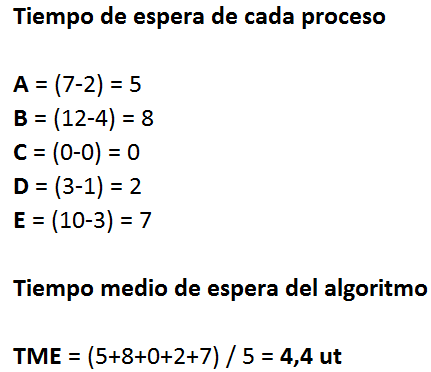 Tiempo de espera de cada proceso
A = (7-2) = 5
B = (12-4) = 8
C = (0-0) = 0
D = (3-1) = 2
E = (10-3) = 7
Tiempo medio de espera del algoritmo
TME = (5+8+0+2+7) / 5 = 4,4 ut